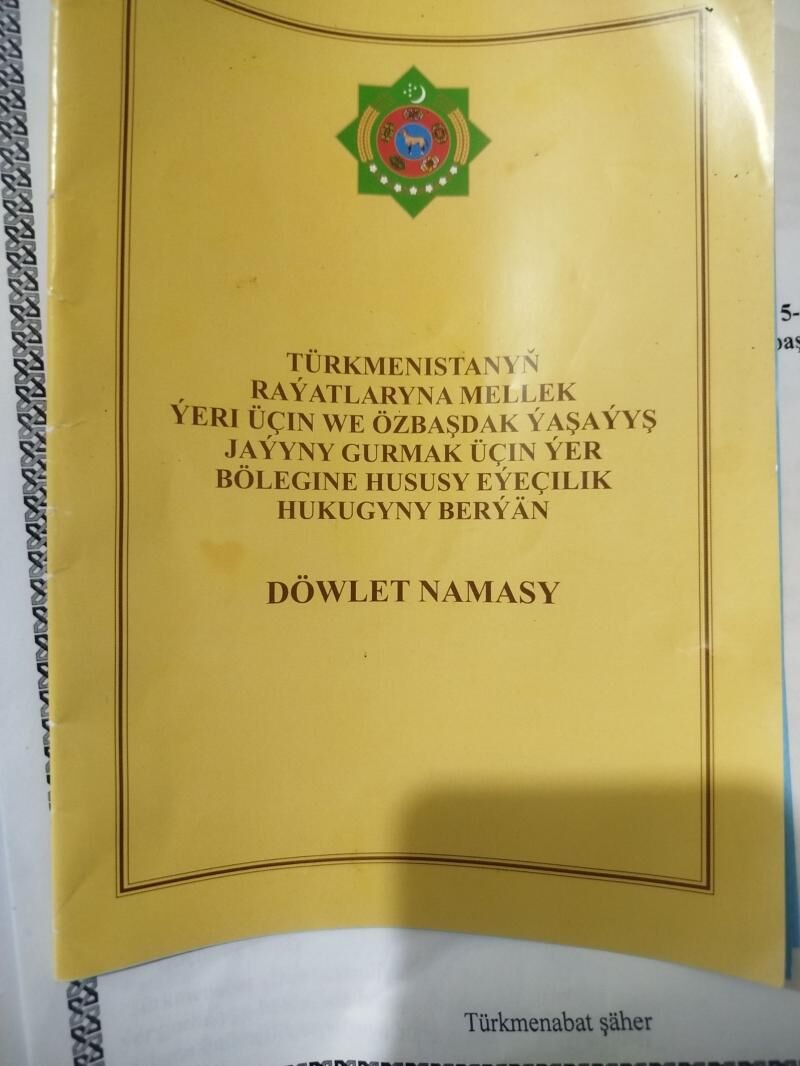 TÜRKMENISTANYŇ
RAÝATLARYNA MELLEK
ÝERI ÜÇIN WE ÖZBAŞDAK ÝAŞAÝYŞ
JAÝYNY GURMAK ÜÇIN ÝER
BÖLEGINE HUSUSY EÝEÇILIK
HUKUGYNY BERÝÄN
DÖWLET NAMASY
5-
Türkmenabat şäher